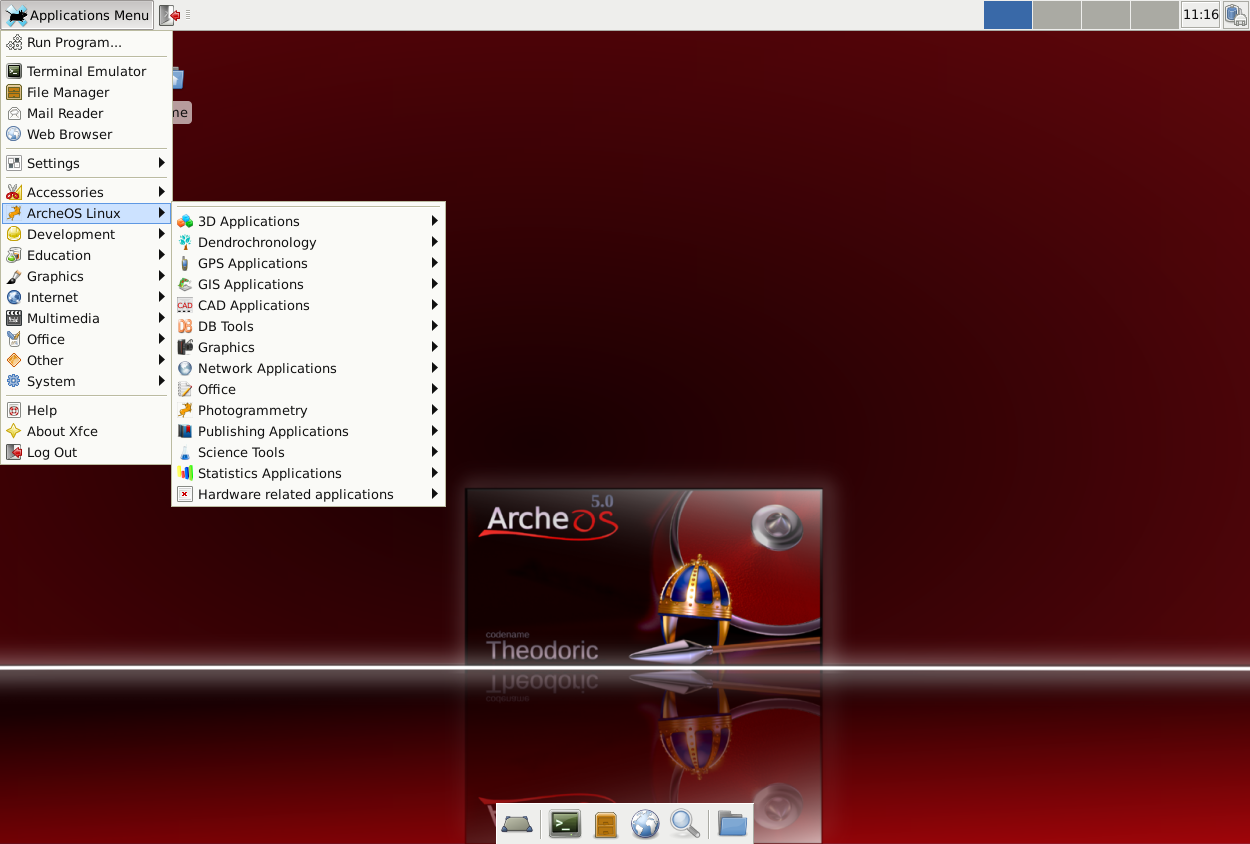 Applications Menu
11:16
Run Program...
Terminal Emulator
File Manager
Mail Reader
Web Browser
Settings
Accessories
ArcheOS Linux
Development
Education
Graphics
Internet
Multimedia
Office
Other
System
Help
About Xfce
Log Out
me
3D Applications
Dendrochronology
GPS Applications
GIS Applications
CAD Applications
CAD
DB Tools
DB
Graphics
Network Applications
Office
Photogrammetry
Publishing Applications
Science Tools
Statistics Applications
Hardware related applications
5.0
ArcheOS
codename
Theodoric